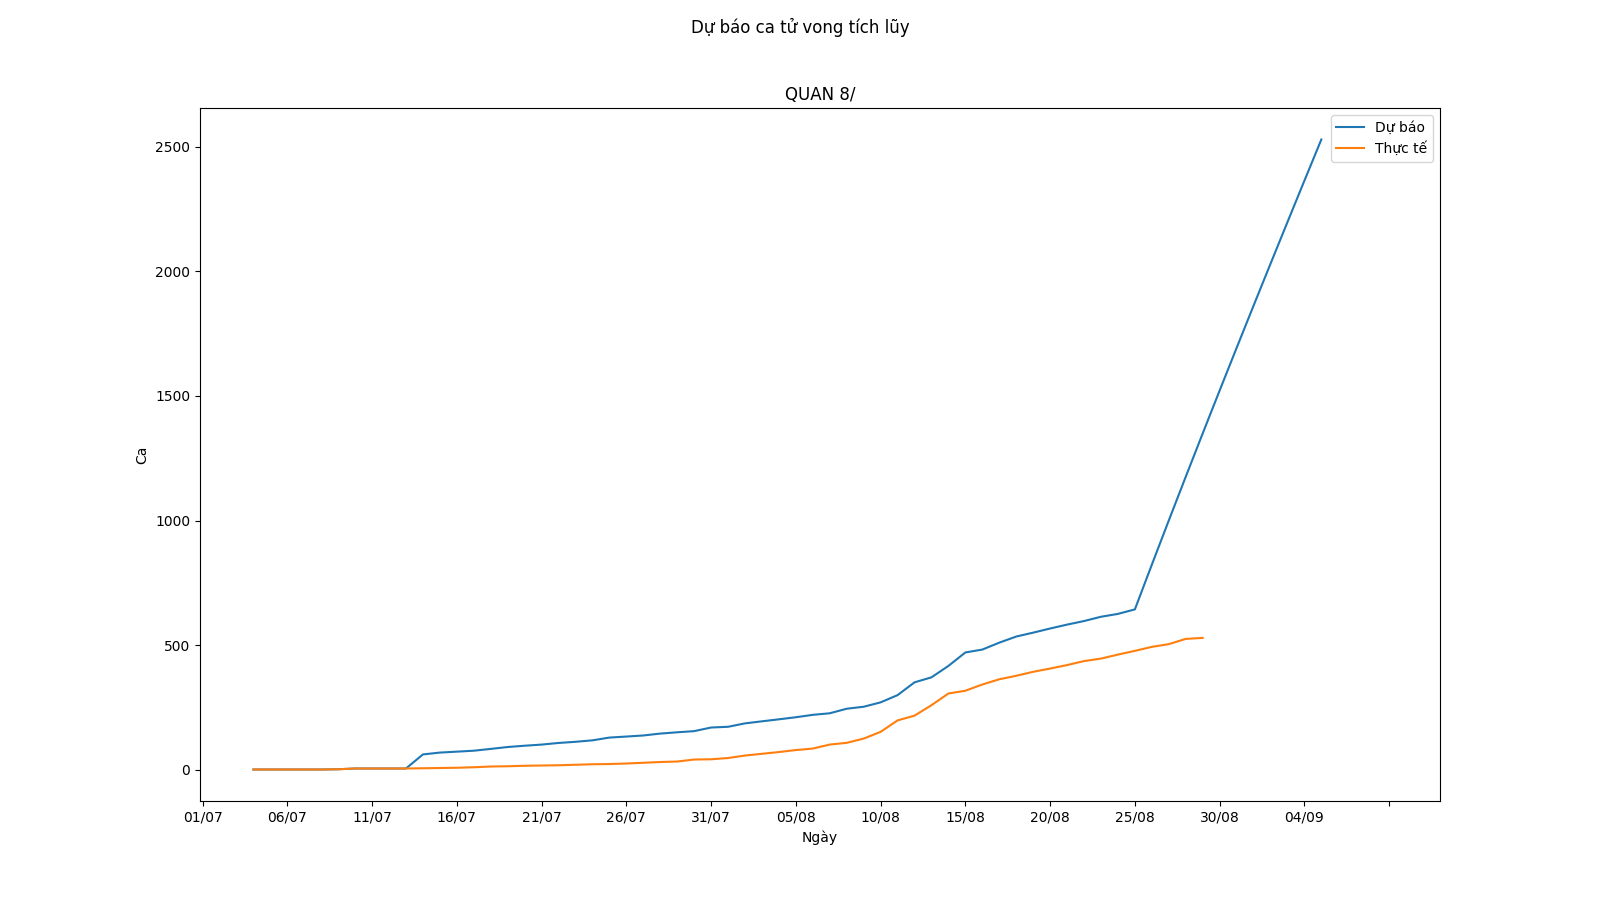 Dự báo ca tử vong tích lũy
QUAN 8/
Dự báo
Thực tế
2500
2000
1500
1000
500
0
Ca
01/07 06/07 11/07 16/07 21/07 26/07 31/07 05/08 10/08 15/08 20/08 25/08 30/08 04/09
Ngày